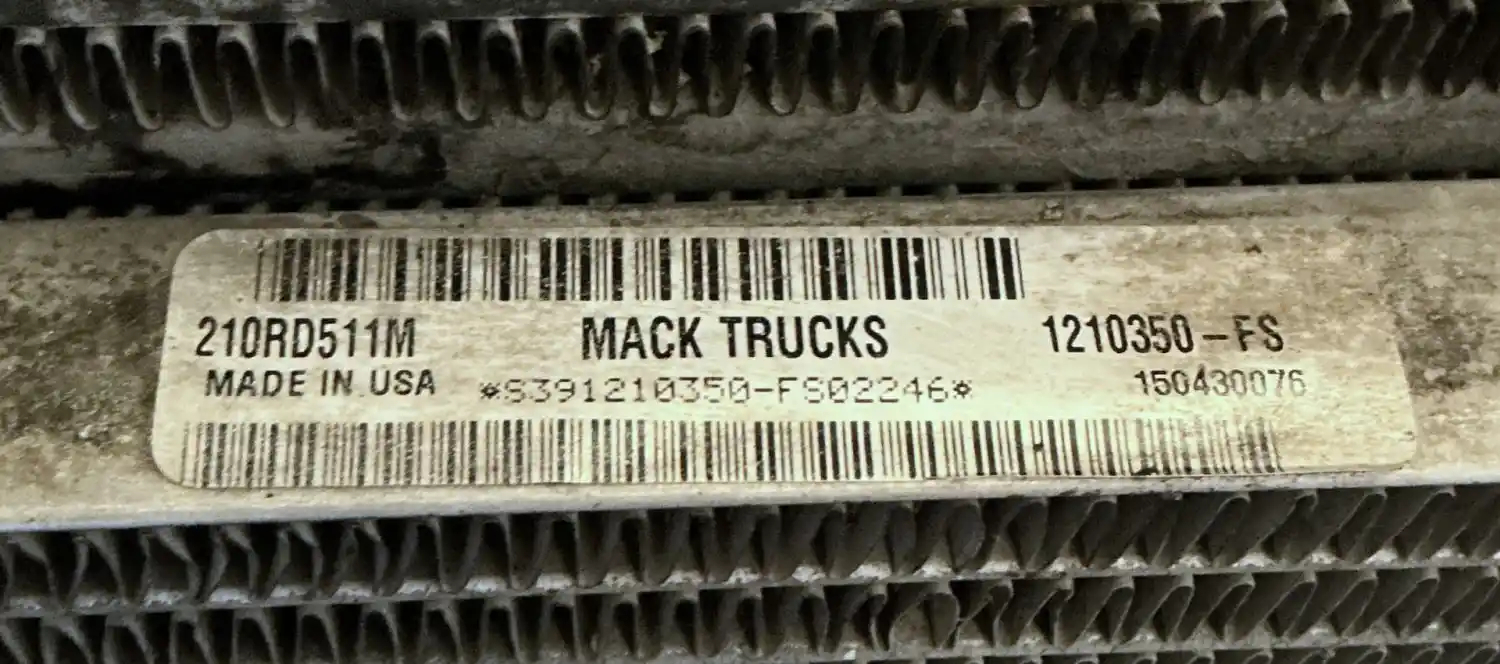 210RD511M MACK TRUCKS 1210350-FS
MADE IN USA *S391210350-FS02246* 150430076